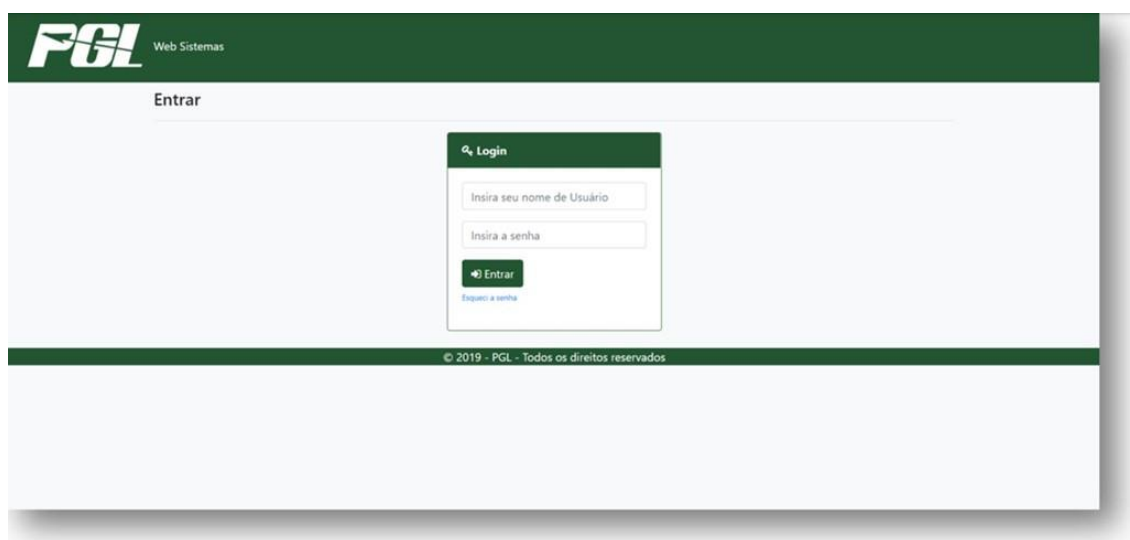 PGL Web Sistemas
Entrar
Login
Insira seu nome de Usuário
Insira a senha
Entrar
Esqueci a senha
© 2019 - PGL - Todos os direitos reservados